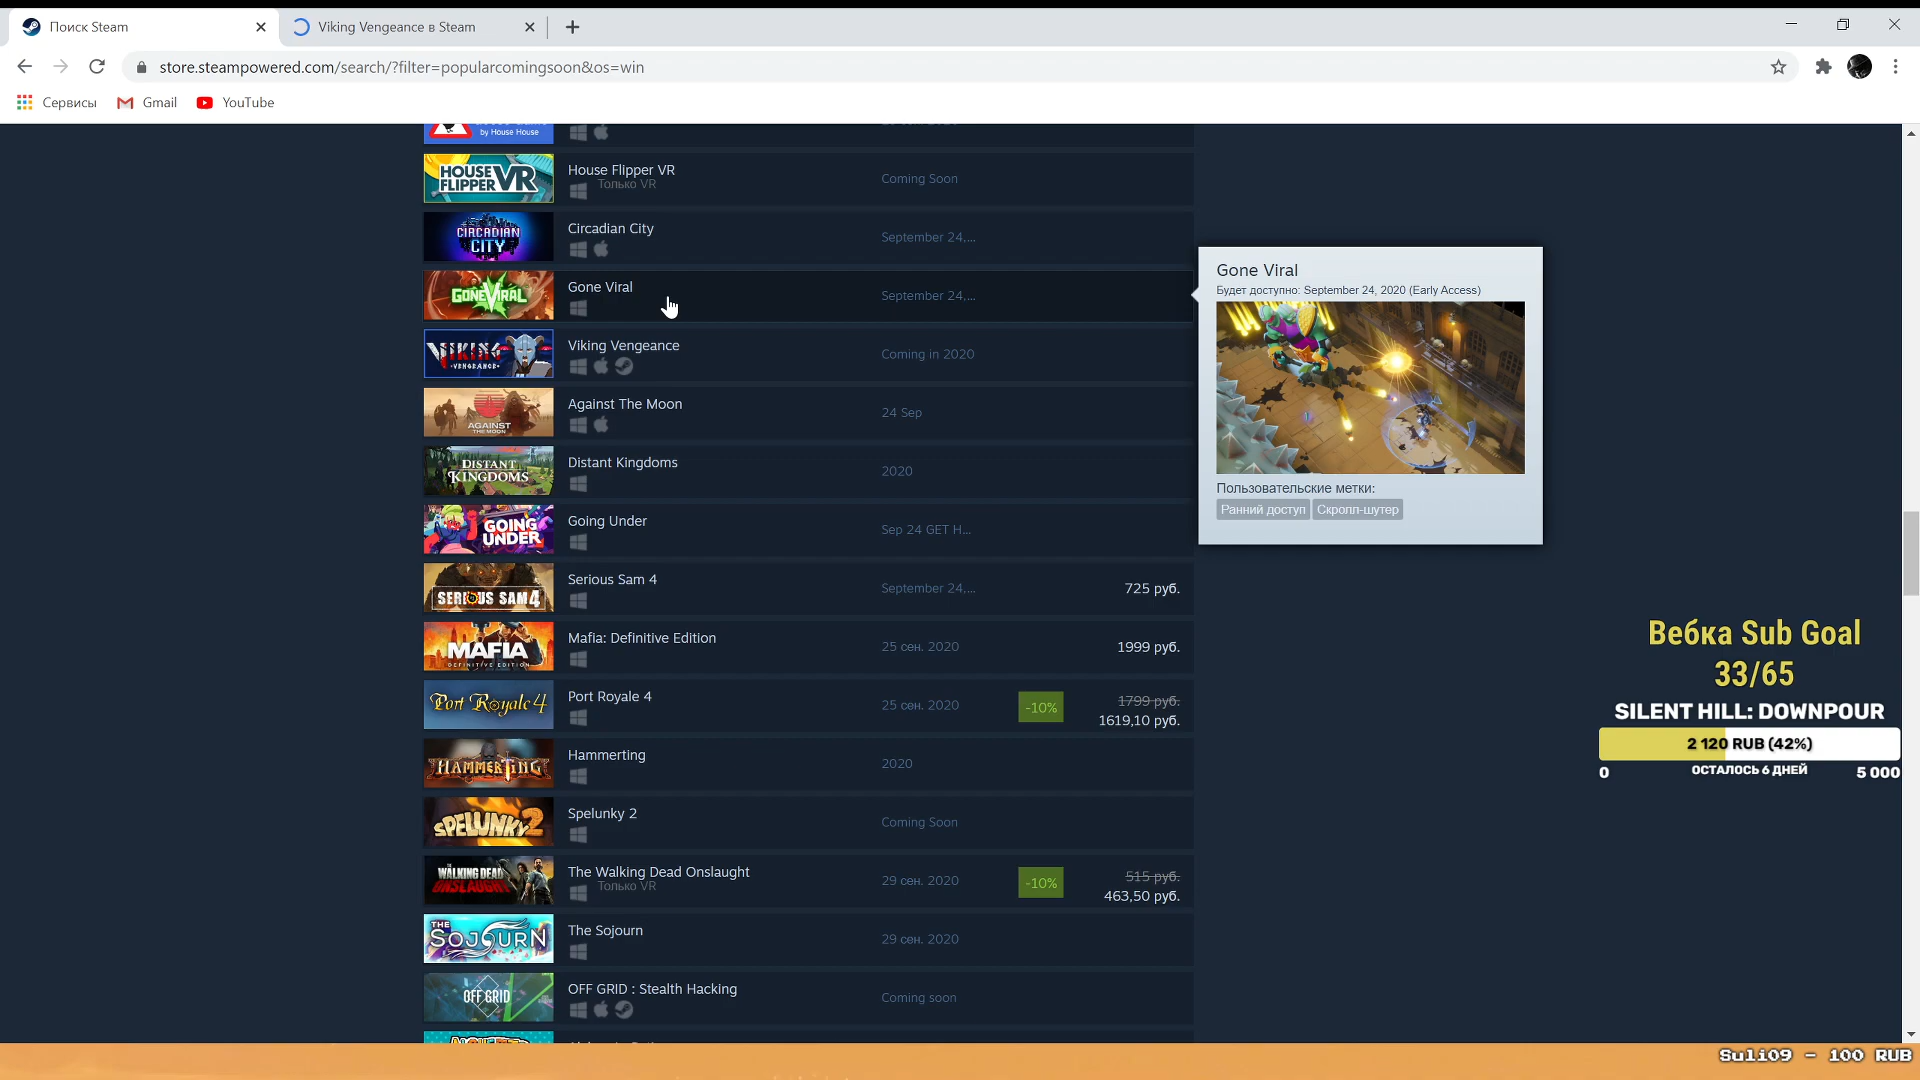 Поиск Steam
Viking Vengeance в Steam
store.steampowered.com/search/?filter=popularcomingsoon&os=win
Сервисы
Gmail
YouTube
by House House
HOUSE FLIPPER VR
House Flipper VR
Только VR
Coming Soon
CIRCADIAN CITY
Circadian City
September 24,...
GONE VIRAL
Gone Viral
September 24,...
VIKING VENGEANCE
Viking Vengeance
Coming in 2020
AGAINST THE MOON
Against The Moon
24 Sep
DISTANT KINGDOMS
Distant Kingdoms
2020
GOING UNDER
Going Under
Sep 24 GET H...
SERIOUS SAM 4
Serious Sam 4
September 24,...
725 руб.
MAFIA DEFINITIVE EDITION
Mafia: Definitive Edition
25 сен. 2020
1999 руб.
Port Royale 4
Port Royale 4
25 сен. 2020
-10%
1799 руб.
1619,10 руб.
HAMMERTING
Hammerting
2020
SPELUNKY 2
Spelunky 2
Coming Soon
THE WALKING DEAD ONSLAUGHT
The Walking Dead Onslaught
Только VR
29 сен. 2020
-10%
515 руб.
463,50 руб.
THE SOJOURN
The Sojourn
29 сен. 2020
OFF GRID
OFF GRID : Stealth Hacking
Coming soon
Gone Viral
Будет доступно: September 24, 2020 (Early Access)
Пользовательские метки:
Ранний доступ
Скролл-шутер
Вебка Sub Goal
33/65
SILENT HILL: DOWNPOUR
2 120 RUB (42%)
0
ОСТАЛОСЬ 6 ДНЕЙ
5 000
Suli09 - 100 RUB